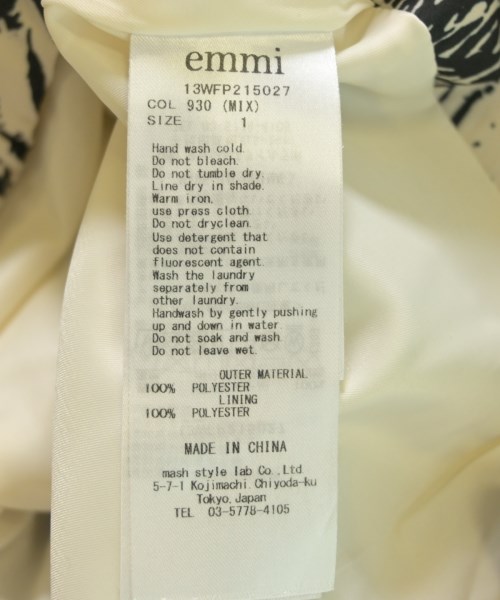 emmi
13WFP215027
COL 930 (MIX)
SIZE 1
Hand wash cold.
Do not bleach.
Do not tumble dry.
Line dry in shade.
Warm iron.
use press cloth.
Do not dryclean.
Use detergent that
does not contain
fluorescent agent.
Wash the laundry
separately from
other laundry.
Handwash by gently pushing
up and down in water.
Do not soak and wash.
Do not leave wet.
OUTER MATERIAL
100% POLYESTER
LINING
100% POLYESTER
MADE IN CHINA
mash style lab Co.,Ltd.
5-7-1 Kojimachi.Chiyoda-ku
Tokyo.Japan
TEL 03-5778-4105